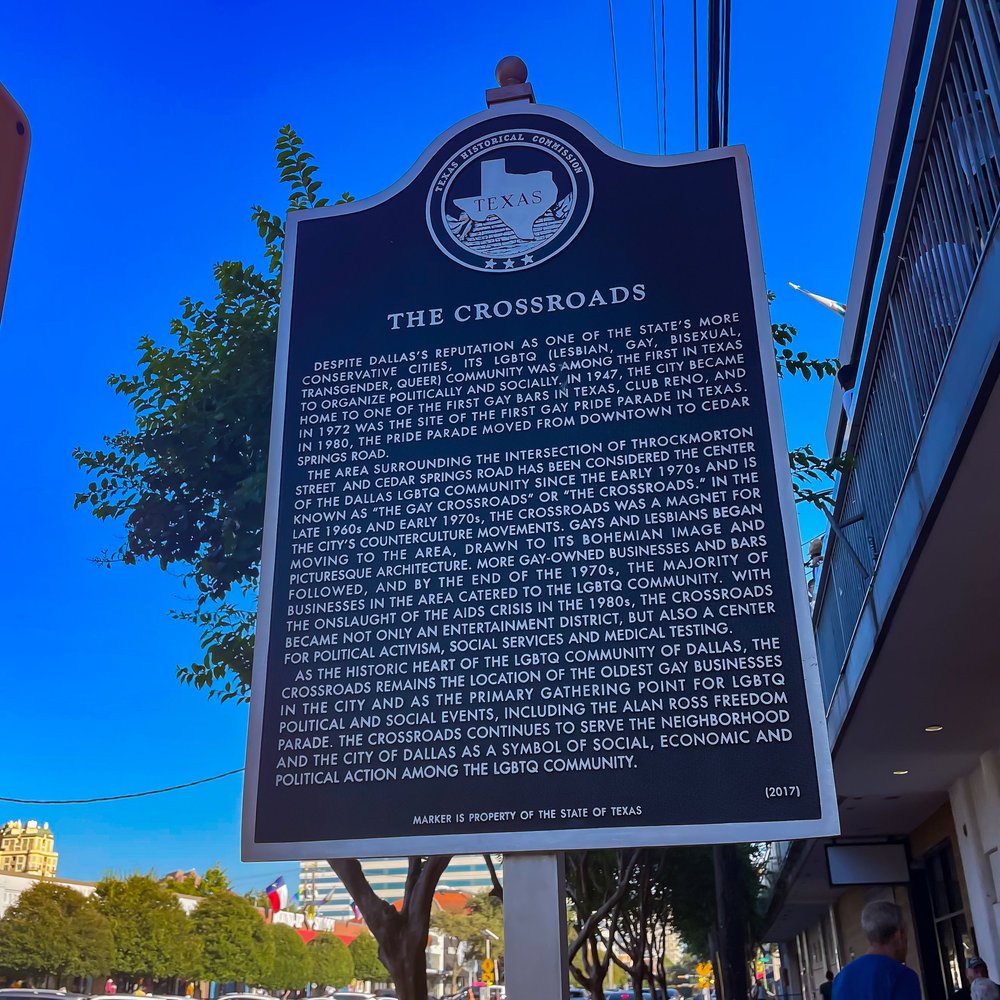 TEXAS HISTORICAL COMMISSION
TEXAS
THE CROSSROADS
DESPITE DALLAS'S REPUTATION AS ONE OF THE STATE'S MORE
CONSERVATIVE CITIES, ITS LGBTQ (LESBIAN, GAY, BISEXUAL,
TRANSGENDER, QUEER) COMMUNITY WAS AMONG THE FIRST IN TEXAS
TO ORGANIZE POLITICALLY AND SOCIALLY. IN 1947, THE CITY BECAME
HOME TO ONE OF THE FIRST GAY BARS IN TEXAS, CLUB RENO, AND
IN 1972 WAS THE SITE OF THE FIRST GAY PRIDE PARADE IN TEXAS.
IN 1980, THE PRIDE PARADE MOVED FROM DOWNTOWN TO CEDAR
SPRINGS ROAD.
THE AREA SURROUNDING THE INTERSECTION OF THROCKMORTON
STREET AND CEDAR SPRINGS ROAD HAS BEEN CONSIDERED THE CENTER
OF THE DALLAS LGBTQ COMMUNITY SINCE THE EARLY 1970s AND IS
KNOWN AS "THE GAY CROSSROADS" OR "THE CROSSROADS." IN THE
LATE 1960s AND EARLY 1970s, THE CROSSROADS WAS A MAGNET FOR
THE CITY'S COUNTERCULTURE MOVEMENTS. GAYS AND LESBIANS BEGAN
MOVING TO THE AREA, DRAWN TO ITS BOHEMIAN IMAGE AND
PICTURESQUE ARCHITECTURE. MORE GAY-OWNED BUSINESSES AND BARS
FOLLOWED, AND BY THE END OF THE 1970s, THE MAJORITY OF
BUSINESSES IN THE AREA CATERED TO THE LGBTQ COMMUNITY. WITH
THE ONSLAUGHT OF THE AIDS CRISIS IN THE 1980s, THE CROSSROADS
BECAME NOT ONLY AN ENTERTAINMENT DISTRICT, BUT ALSO A CENTER
FOR POLITICAL ACTIVISM, SOCIAL SERVICES AND MEDICAL TESTING.
AS THE HISTORIC HEART OF THE LGBTQ COMMUNITY OF DALLAS, THE
CROSSROADS REMAINS THE LOCATION OF THE OLDEST GAY BUSINESSES
IN THE CITY AND AS THE PRIMARY GATHERING POINT FOR LGBTQ
POLITICAL AND SOCIAL EVENTS, INCLUDING THE ALAN ROSS FREEDOM
PARADE. THE CROSSROADS CONTINUES TO SERVE THE NEIGHBORHOOD
AND THE CITY OF DALLAS AS A SYMBOL OF SOCIAL, ECONOMIC AND
POLITICAL ACTION AMONG THE LGBTQ COMMUNITY.
(2017)
MARKER IS PROPERTY OF THE STATE OF TEXAS